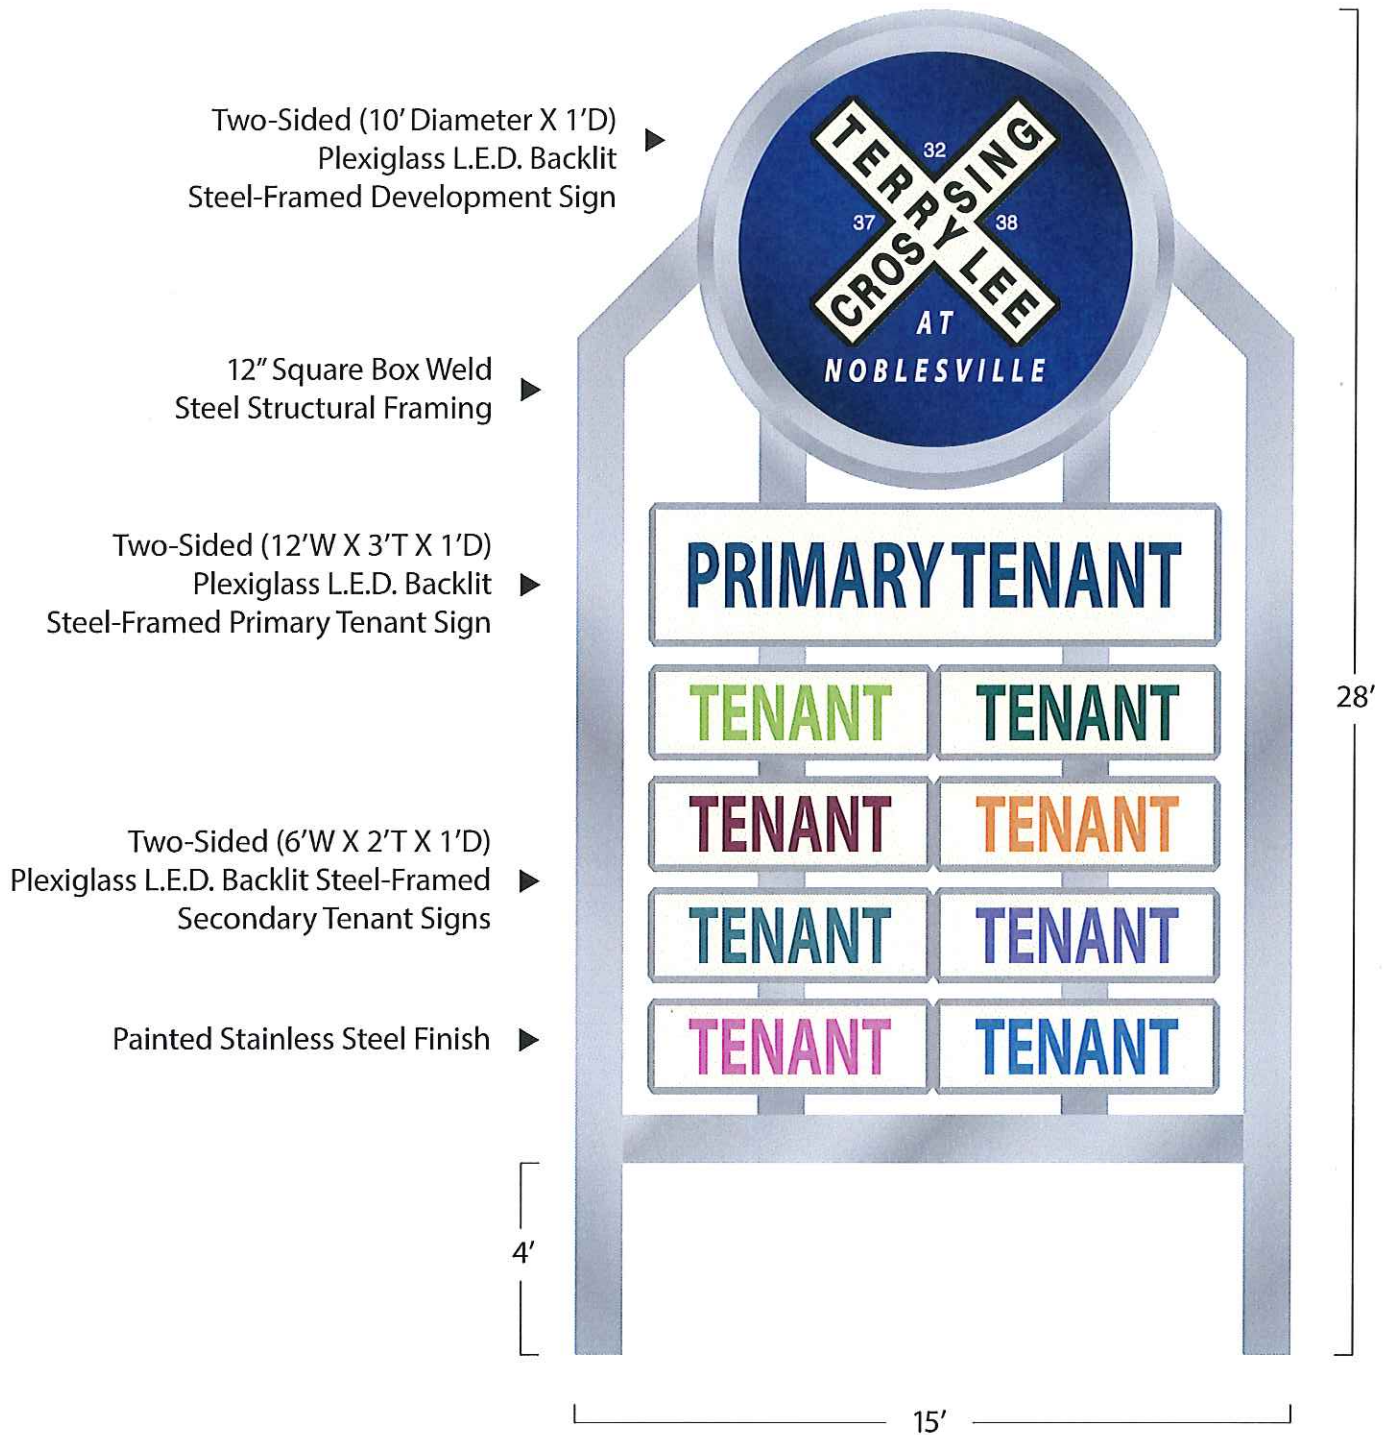 Two-Sided (10' Diameter X 1'D)
Plexiglass L.E.D. Backlit
Steel-Framed Development Sign
TERRY LEE
CROSSING
32
37
38
AT
NOBLESVILLE
12" Square Box Weld
Steel Structural Framing
Two-Sided (12'W X 3'T X 1'D)
Plexiglass L.E.D. Backlit
Steel-Framed Primary Tenant Sign
PRIMARY TENANT
TENANT TENANT
TENANT TENANT
Two-Sided (6'W X 2'T X 1'D)
Plexiglass L.E.D. Backlit Steel-Framed
Secondary Tenant Signs
TENANT TENANT
Painted Stainless Steel Finish
TENANT TENANT
28'
4'
15'